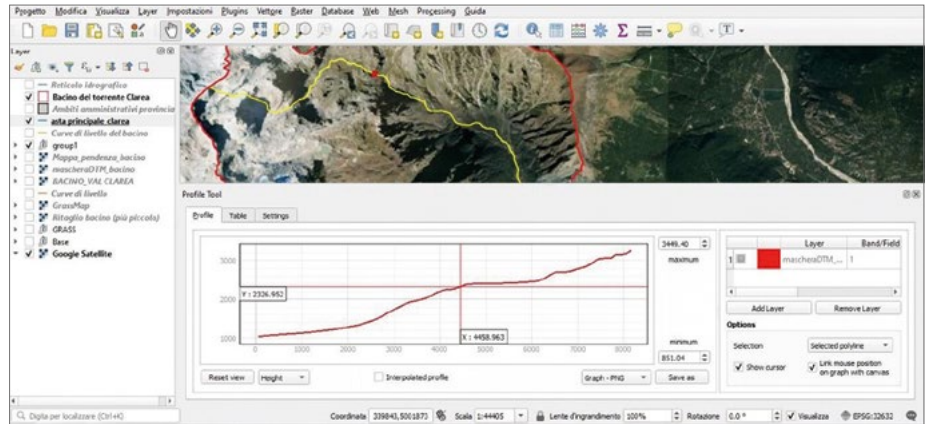 Progetto Modifica Visualizza Layer Impostazioni Plugins Vettore Raster Database Web Mesh Processing Guida
Layer
Reticolo idrografico
Bacino del torrente Clarea
Ambiti amministrativi provincia
asta principale clarea
Curve di livello del bacino
group1
Mappa_pendenza_bacino
mascheraDTM_bacino
BACINO_VAL CLAREA
Curve di livello
GrassMap
Ritaglio bacino (più piccolo)
GRASS
Base
Google Satellite
Profile Tool
Profile Table Settings
3000
2000
1000
Y : 2326.952
X : 4458.963
0 1000 2000 3000 4000 5000 6000 7000 8000
3449.40
maximum
minimum
851.04
Reset view Height Interpolated profile Graph - PNG Save as
Layer Band/Field
1 mascheraDTM_... 1
Add Layer Remove Layer
Options
Selection Selected polyline
Show cursor Link mouse position on graph with canvas
Digita per localizzare (Ctrl+K) Coordinata 339843,5001873 Scala 1:44405 Lente d'ingrandimento 100% Rotazione 0.0 ° Visualizza EPSG:32632